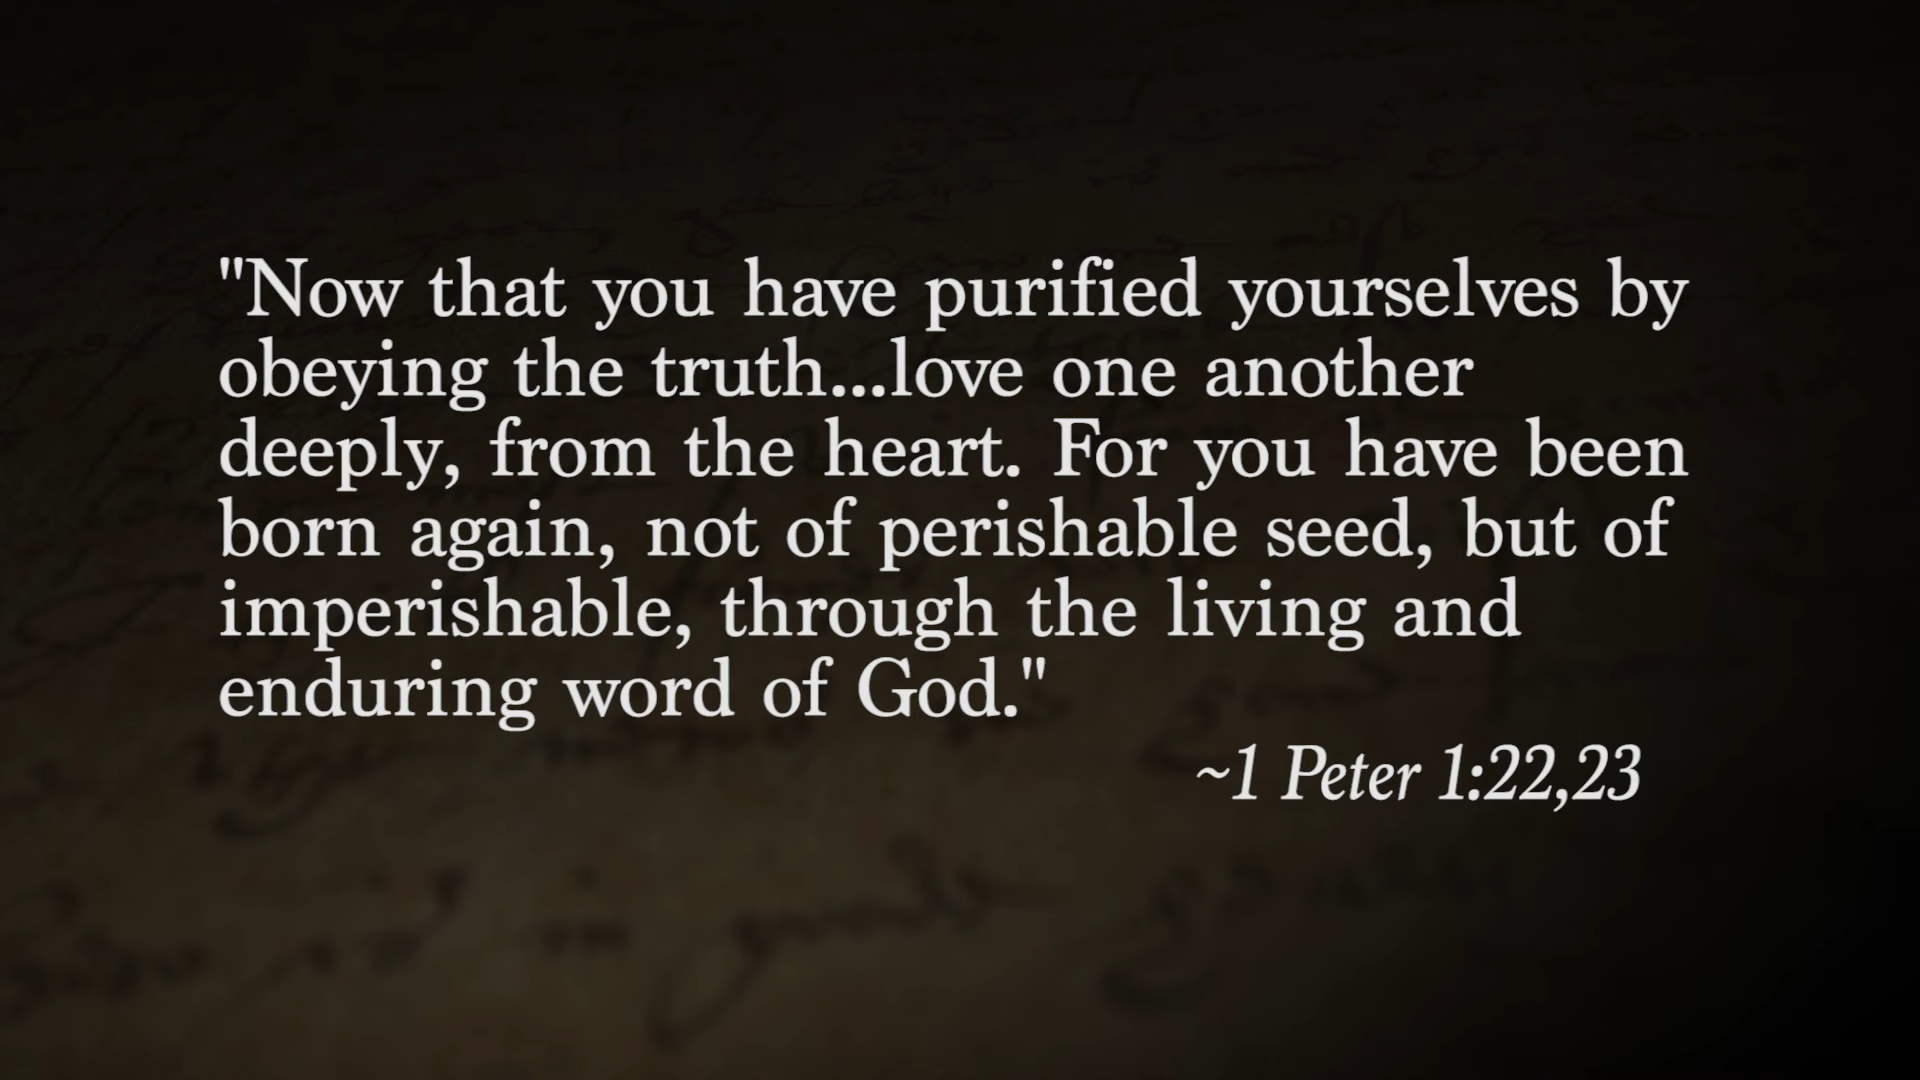 "Now that you have purified yourselves by
obeying the truth...love one another
deeply, from the heart. For you have been
born again, not of perishable seed, but of
imperishable, through the living and
enduring word of God."
~1 Peter 1:22,23